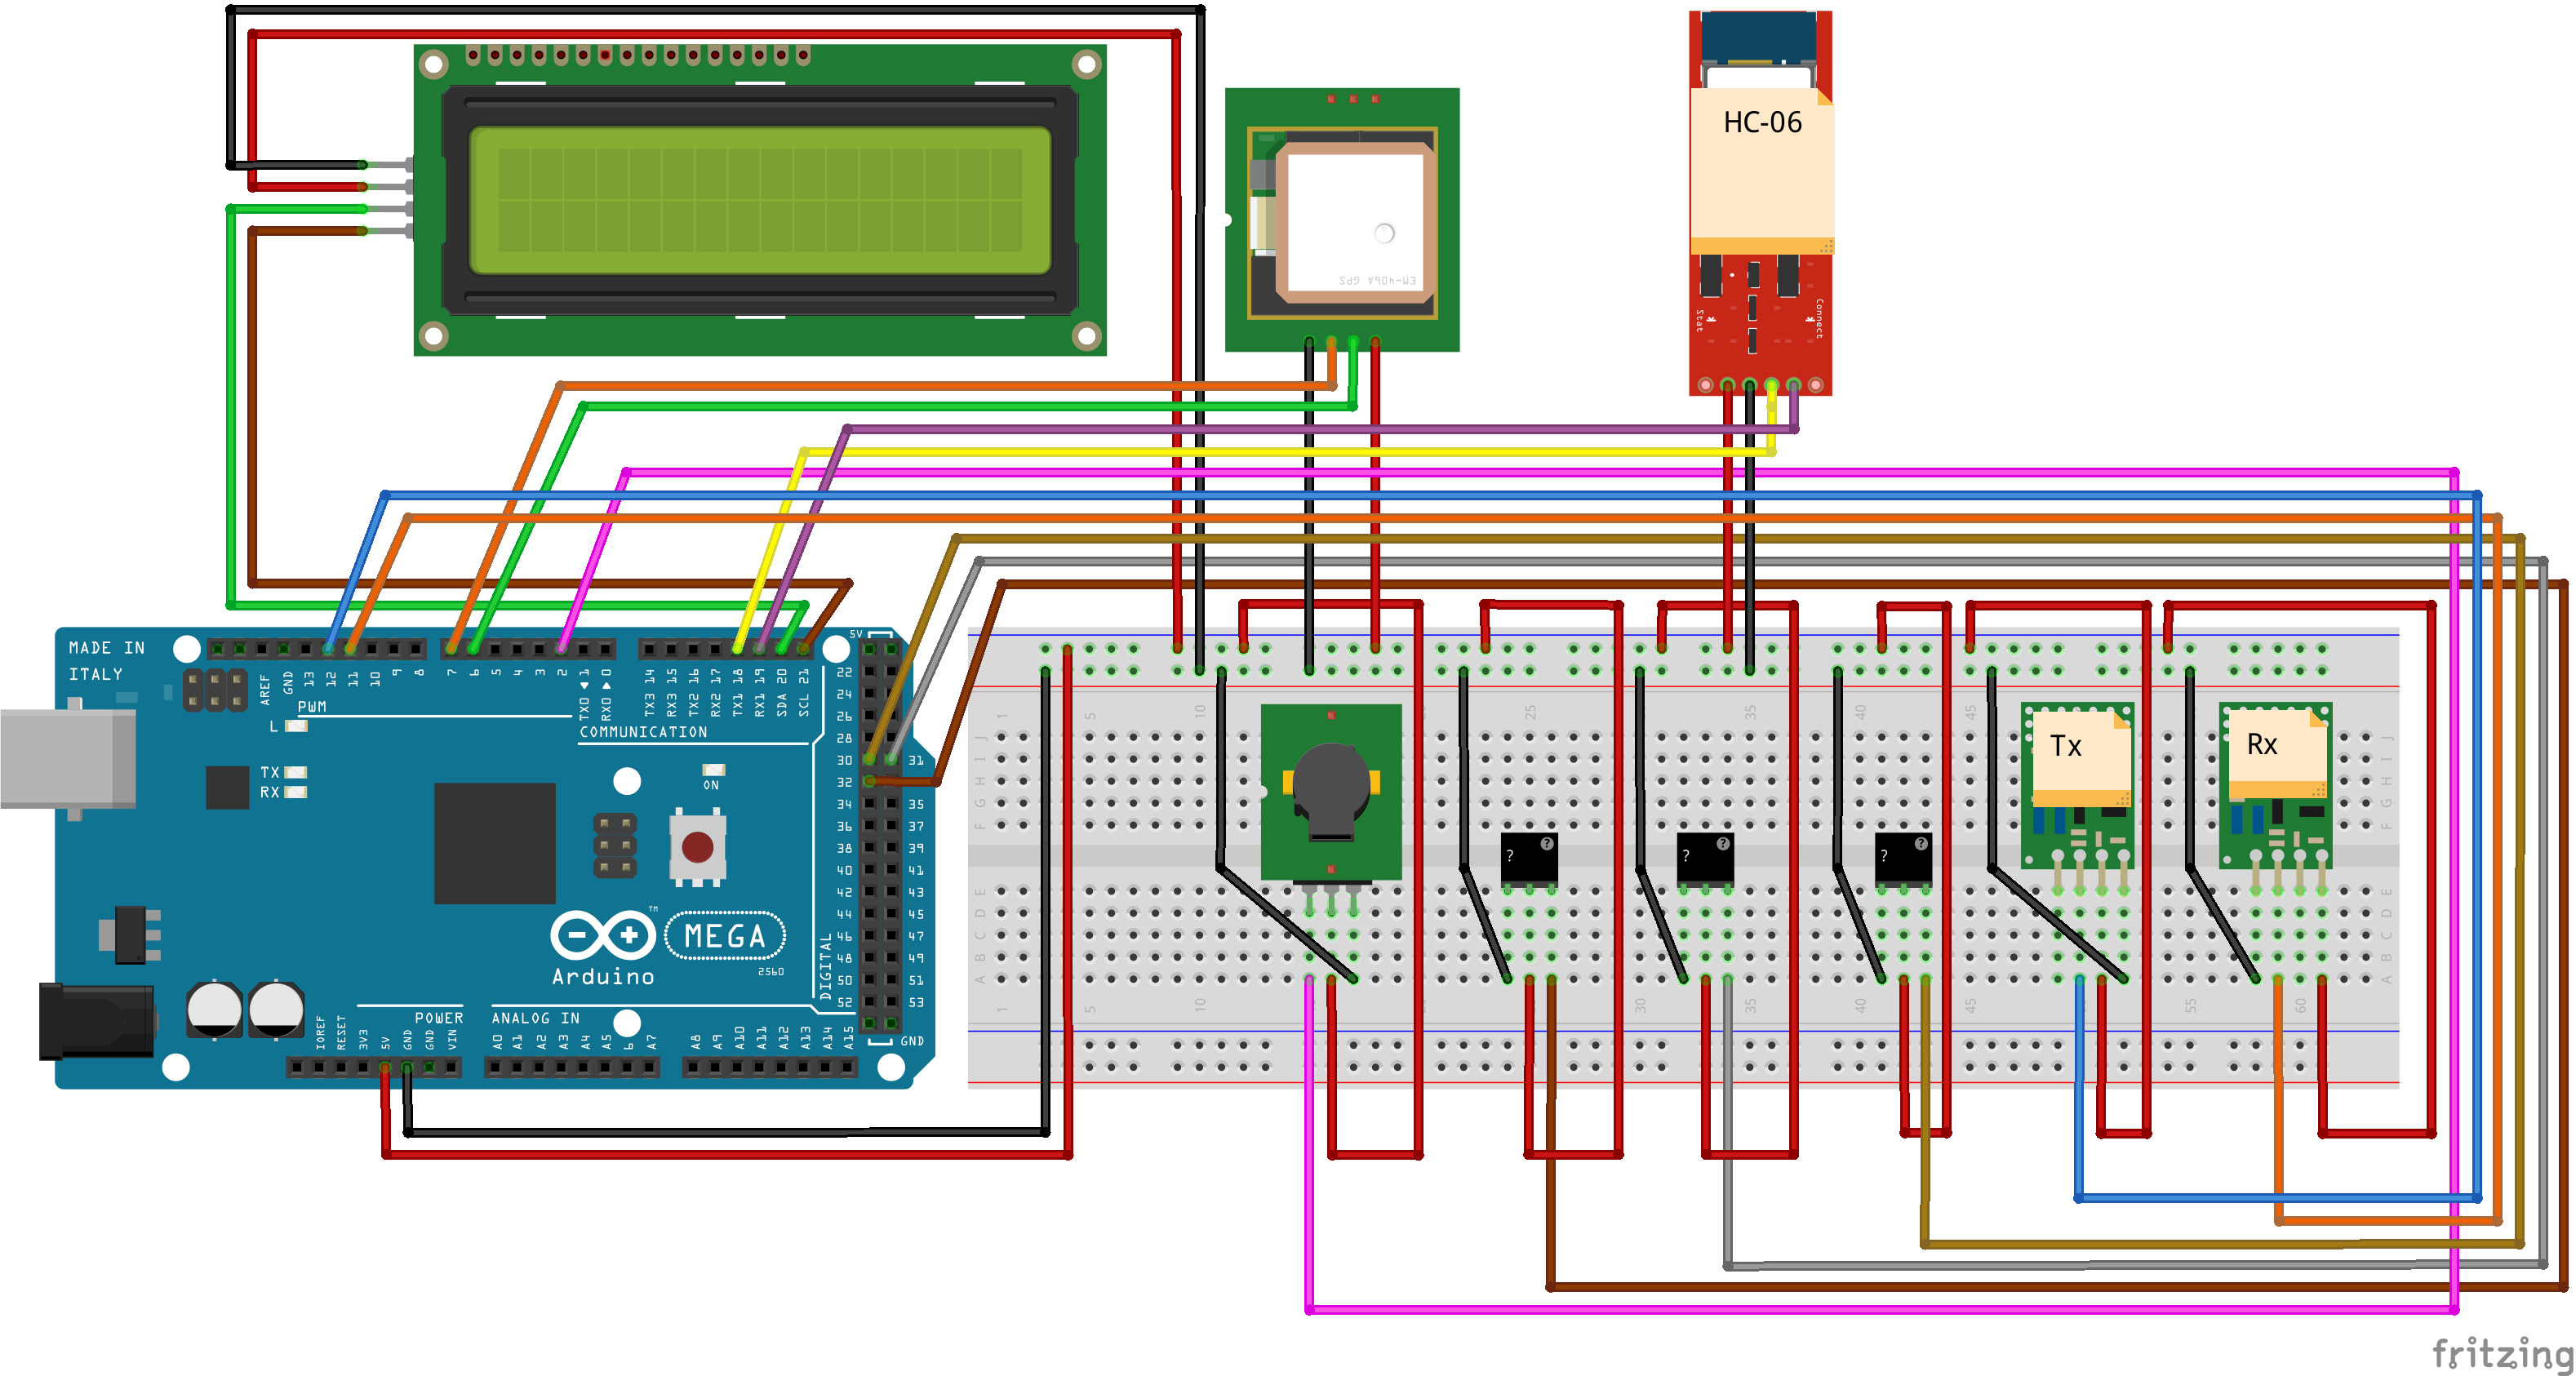 HC-06
EM-406A GPS
Stat
Connect
MADE IN
ITALY
5V
AREF
GND
13
12
11
10
9
8
7
6
5
4
3
2
TX0 ◀ 1
RX0 ▶ 0
TX3 14
RX3 15
TX2 16
RX2 17
TX1 18
RX1 19
SDA 20
SCL 21
PWM
COMMUNICATION
L
TX
RX
ON
22
24
26
28
30 31
32
34 35
36 37
38 39
40 41
42 43
44 45
46 47
48 49
50 51
52 53
DIGITAL
GND
MEGA
2560
TM
Arduino
POWER
ANALOG IN
IOREF
RESET
3V3
5V
GND
GND
VIN
A0
A1
A2
A3
A4
A5
6
A7
A8
A9
A10
A11
A12
A13
A14
A15
1 5 10 25 35 40 45
J
I
H
G
F
E
D
C
B
A
J
I
H
G
F
E
D
C
B
A
Tx
Rx
? ?
? ?
? ?
1 5 10 30 35 40 45 55 60
fritzing